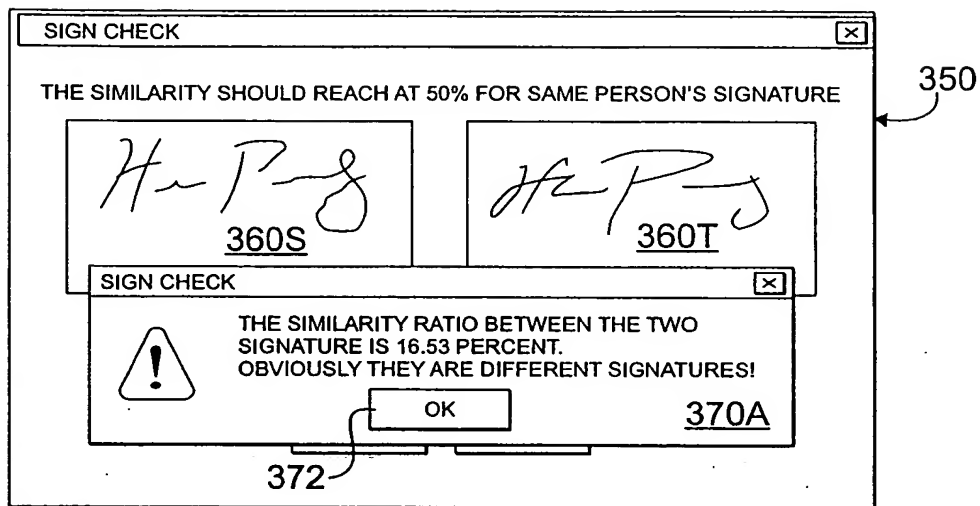 SIGN CHECK
350
THE SIMILARITY SHOULD REACH AT 50% FOR SAME PERSON'S SIGNATURE
360S
360T
SIGN CHECK
THE SIMILARITY RATIO BETWEEN THE TWO
SIGNATURE IS 16.53 PERCENT.
OBVIOUSLY THEY ARE DIFFERENT SIGNATURES!
OK
370A
372